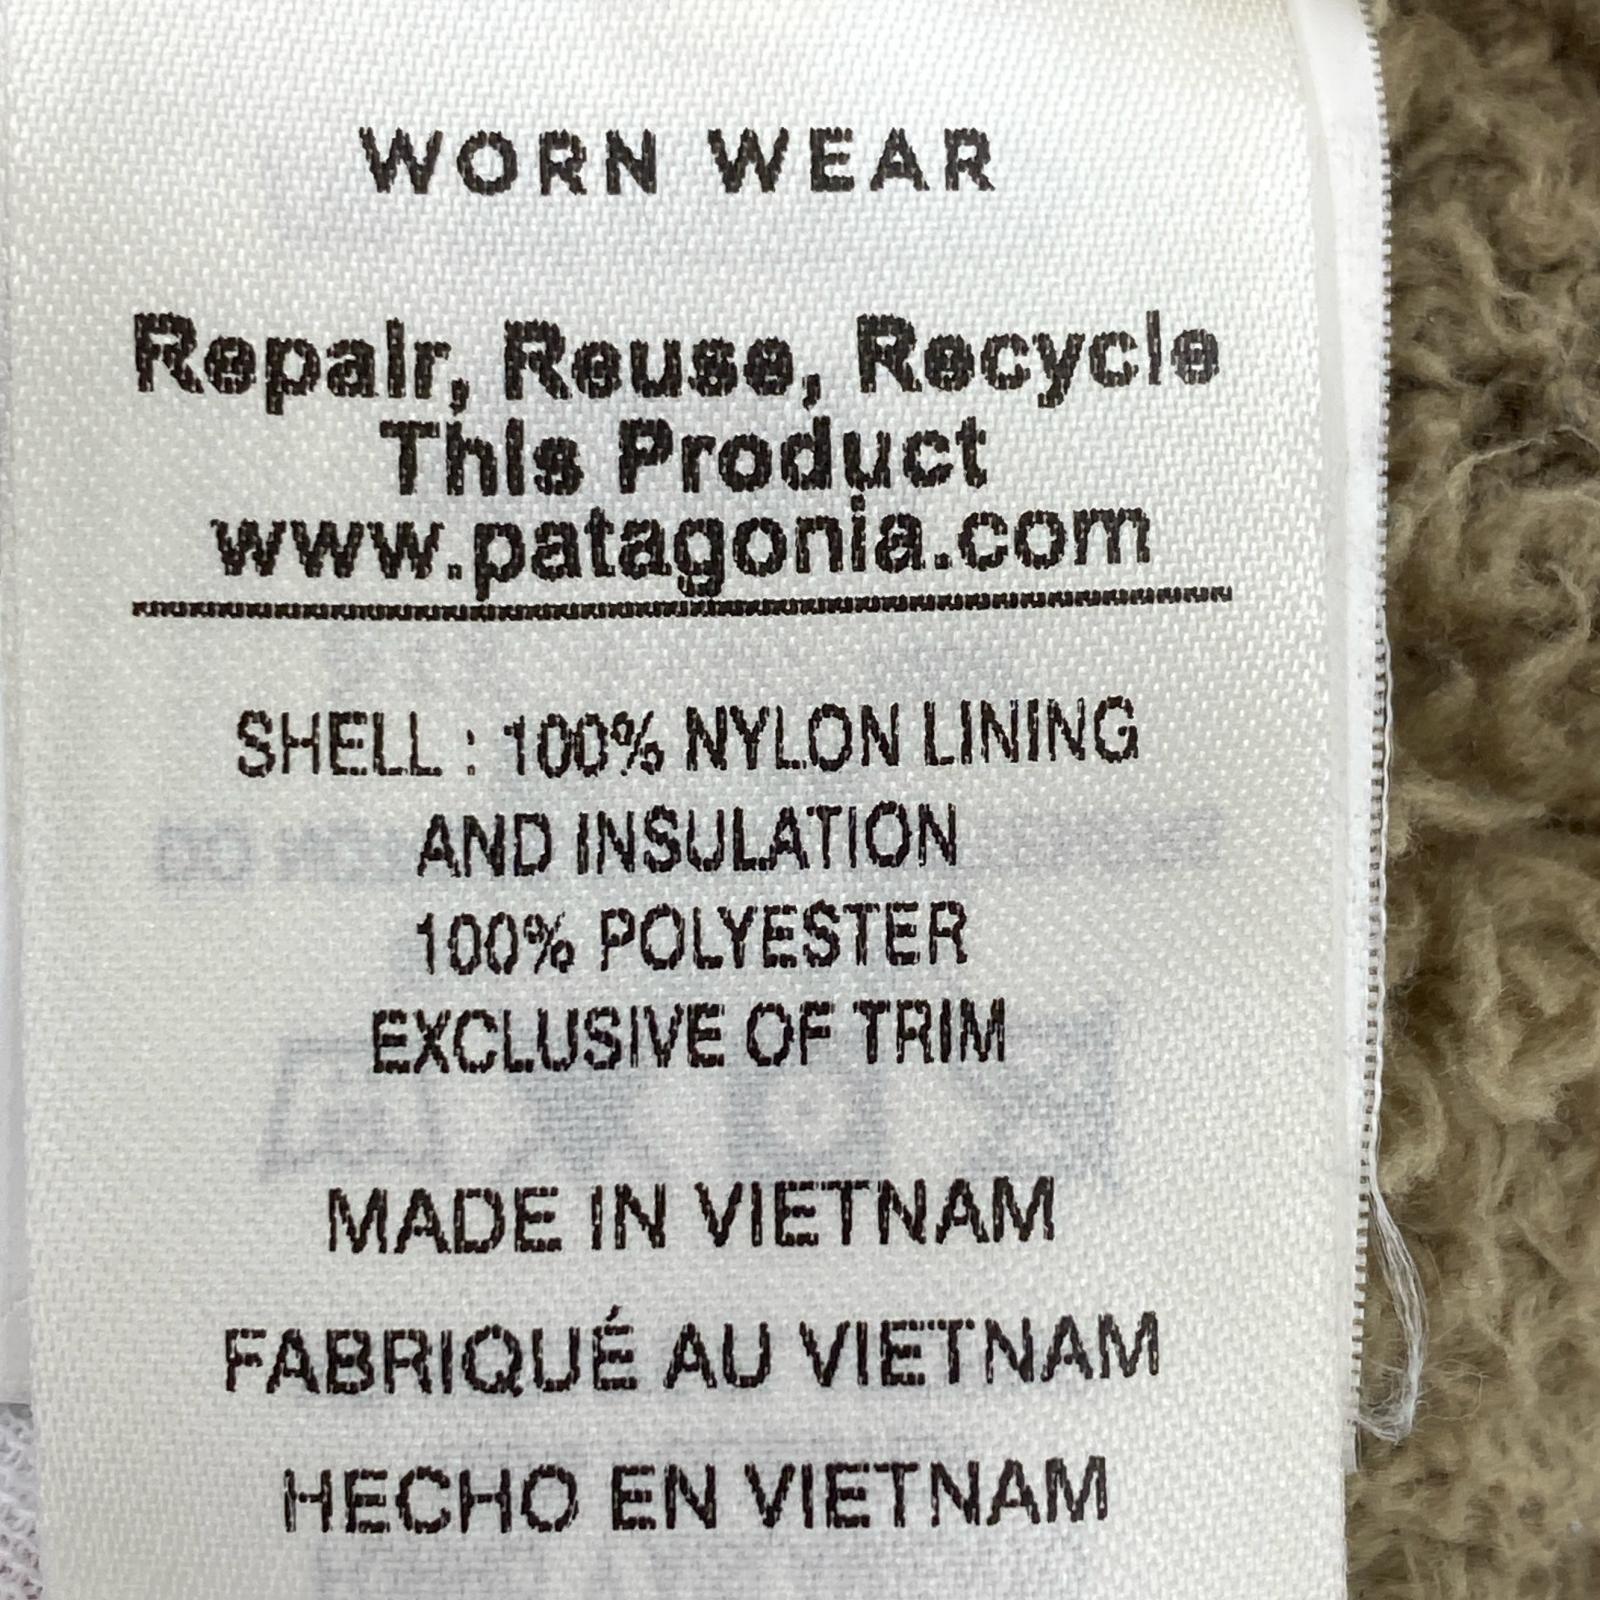 WORN WEAR
Repair, Reuse, Recycle
This Product
www.patagonia.com
SHELL : 100% NYLON LINING
AND INSULATION
100% POLYESTER
EXCLUSIVE OF TRIM
MADE IN VIETNAM
FABRIQUÉ AU VIETNAM
HECHO EN VIETNAM